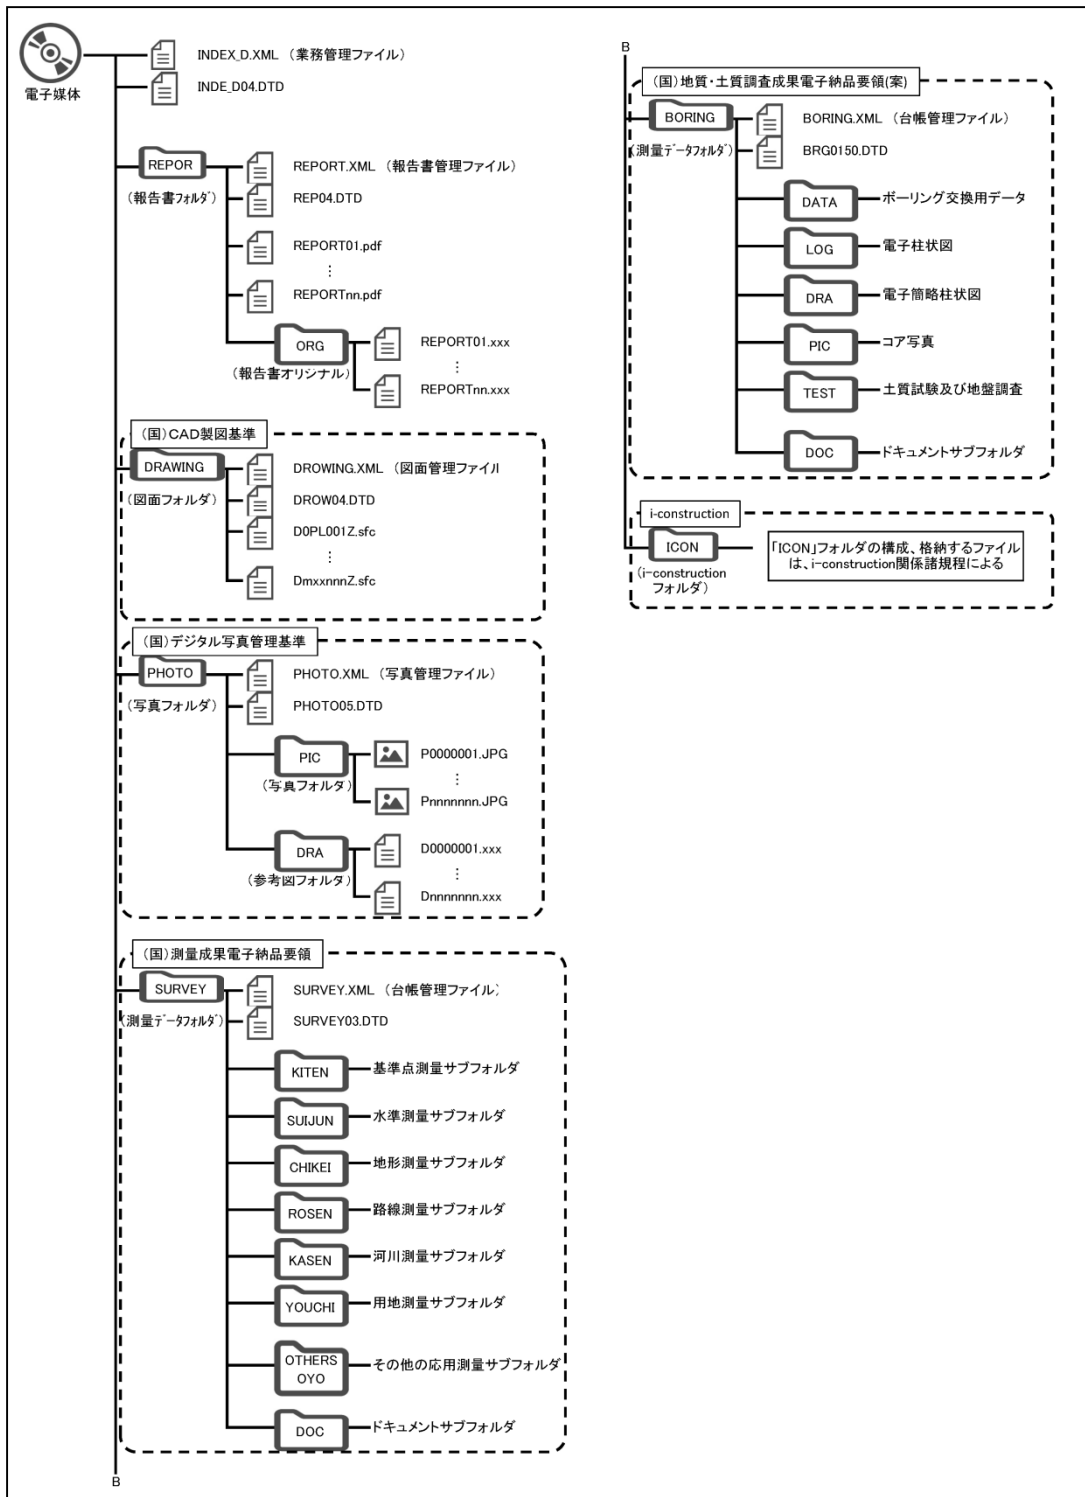 電子媒体
INDEX_D.XML (業務管理ファイル)
INDE_D04.DTD
REPOR
(報告書フォルダ)
REPORT.XML (報告書管理ファイル)
REP04.DTD
REPORT01.pdf
⋮
REPORTnn.pdf
ORG
(報告書オリジナル)
REPORT01.xxx
⋮
REPORTnn.xxx
(国)CAD製図基準
DRAWING
(図面フォルダ)
DROWING.XML (図面管理ファイル
DROW04.DTD
D0PL001Z.sfc
⋮
DmxxnnnZ.sfc
(国)デジタル写真管理基準
PHOTO
(写真フォルダ)
PHOTO.XML (写真管理ファイル)
PHOTO05.DTD
PIC
(写真フォルダ)
P0000001.JPG
⋮
Pnnnnnnn.JPG
DRA
(参考図フォルタ)
D0000001.xxx
⋮
Dnnnnnnn.xxx
(国)測量成果電子納品要領
SURVEY
(測量データフォルダ)
SURVEY.XML (台帳管理ファイル)
SURVEY03.DTD
KITEN
基準点測量サブフォルダ
SUIJUN
水準測量サブフォルダ
CHIKEI
地形測量サブフォルダ
ROSEN
路線測量サブフォルダ
KASEN
河川測量サブフォルダ
YOUCHI
用地測量サブフォルダ
OTHERS
OYO
その他の応用測量サブフォルダ
DOC
ドキュメントサブフォルダ
B
B
(国)地質・土質調査成果電子納品要領(案)
BORING
(測量データフォルダ)
BORING.XML (台帳管理ファイル)
BRG0150.DTD
DATA
ボーリング交換用データ
LOG
電子柱状図
DRA
電子簡略柱状図
PIC
コア写真
TEST
土質試験及び地盤調査
DOC
ドキュメントサブフォルダ
i-construction
ICON
(i-construction
フォルダ)
「ICON」フォルダの構成、格納するファイル
は、i-construction関係諸規程による